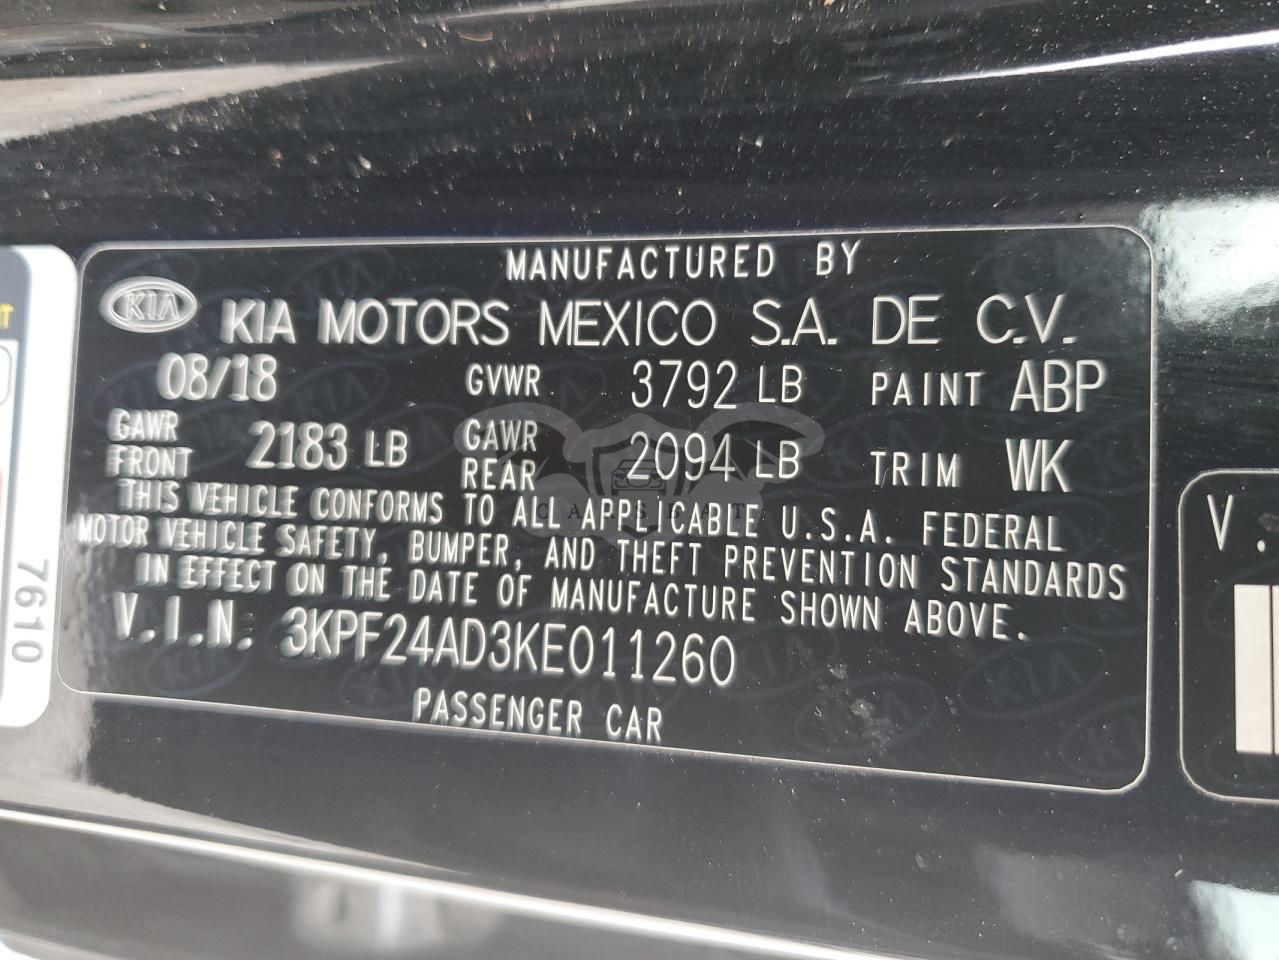 MANUFACTURED BY
KIA KIA MOTORS MEXICO S.A. DE C.V.
08/18 GVWR 3792 LB PAINT ABP
GAWR FRONT 2183 LB GAWR REAR 2094 LB TRIM WK
THIS VEHICLE CONFORMS TO ALL APPLICABLE U.S.A. FEDERAL
MOTOR VEHICLE SAFETY, BUMPER, AND THEFT PREVENTION STANDARDS
IN EFFECT ON THE DATE OF MANUFACTURE SHOWN ABOVE.
V.I.N. 3KPF24AD3KE011260
PASSENGER CAR
7610
V.